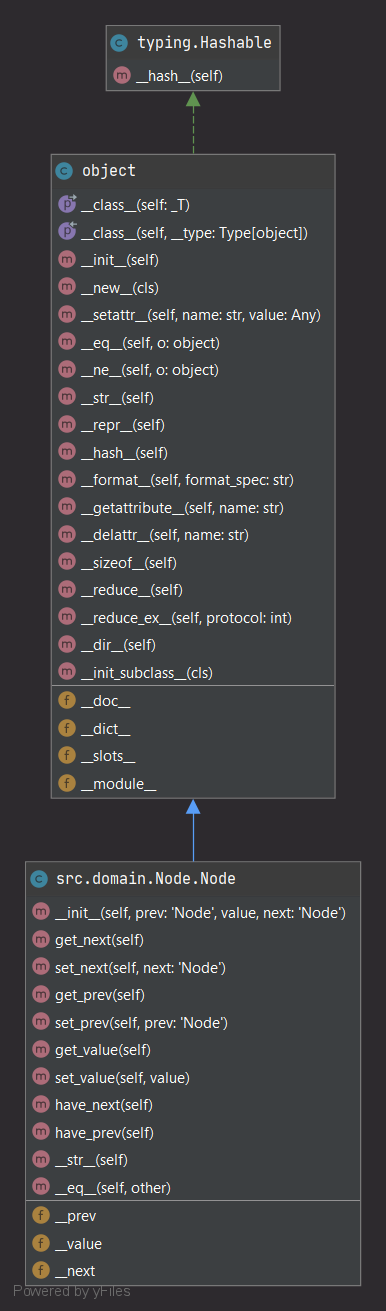 typing.Hashable
__hash__(self)
object
__class__(self: _T)
__class__(self, __type: Type[object])
__init__(self)
__new__(cls)
__setattr__(self, name: str, value: Any)
__eq__(self, o: object)
__ne__(self, o: object)
__str__(self)
__repr__(self)
__hash__(self)
__format__(self, format_spec: str)
__getattribute__(self, name: str)
__delattr__(self, name: str)
__sizeof__(self)
__reduce__(self)
__reduce_ex__(self, protocol: int)
__dir__(self)
__init_subclass__(cls)
__doc__
__dict__
__slots__
__module__
src.domain.Node.Node
__init__(self, prev: 'Node', value, next: 'Node')
get_next(self)
set_next(self, next: 'Node')
get_prev(self)
set_prev(self, prev: 'Node')
get_value(self)
set_value(self, value)
have_next(self)
have_prev(self)
__str__(self)
__eq__(self, other)
__prev
__value
__next
Powered by yFiles